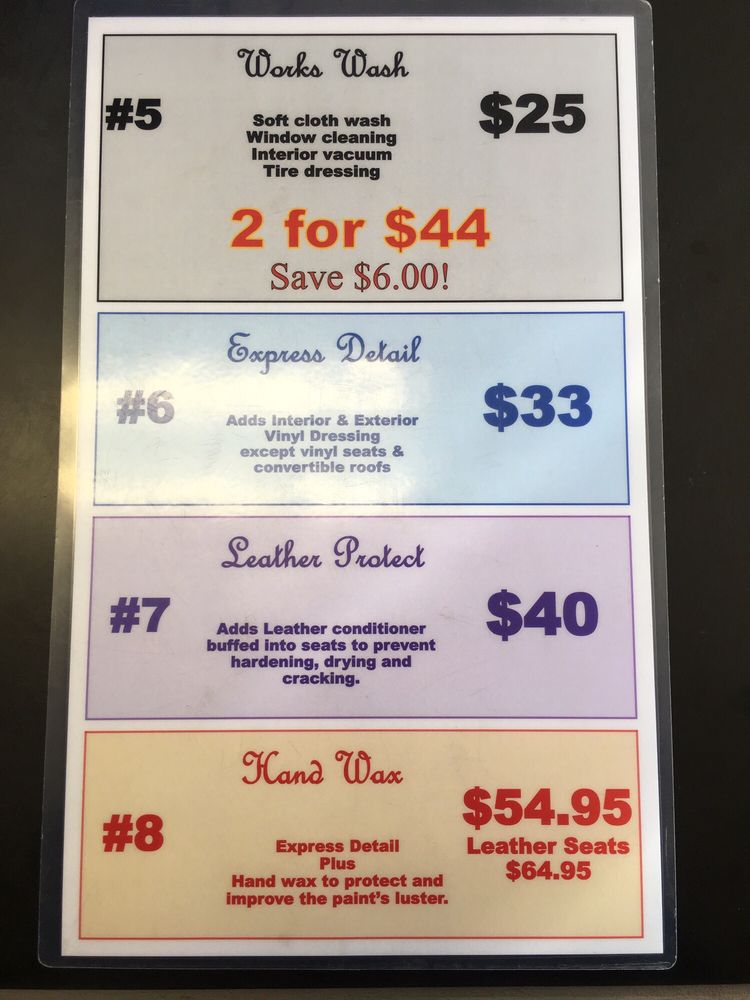 Works Wash
#5
$25
Soft cloth wash
Window cleaning
Interior vacuum
Tire dressing
2 for $44
Save $6.00!
Express Detail
#6
$33
Adds Interior & Exterior
Vinyl Dressing
except vinyl seats &
convertible roofs
Leather Protect
#7
$40
Adds Leather conditioner
buffed into seats to prevent
hardening, drying and
cracking.
Hand Wax
#8
$54.95
Leather Seats
$64.95
Express Detail
Plus
Hand wax to protect and
improve the paint's luster.